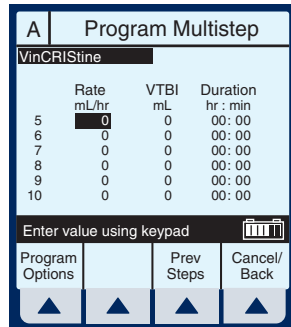 A Program Multistep
VinCRIStine
Rate VTBI Duration
mL/hr mL hr : min
5 0 0 00: 00
6 0 0 00: 00
7 0 0 00: 00
8 0 0 00: 00
9 0 0 00: 00
10 0 0 00: 00
Enter value using keypad
Program Prev Cancel/
Options Steps Back